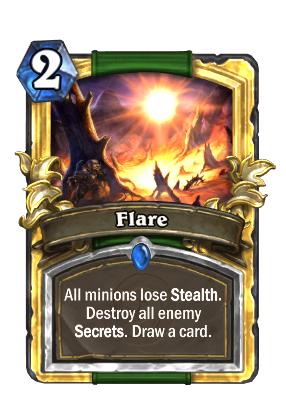 2
Flare
All minions lose Stealth.
Destroy all enemy
Secrets. Draw a card.